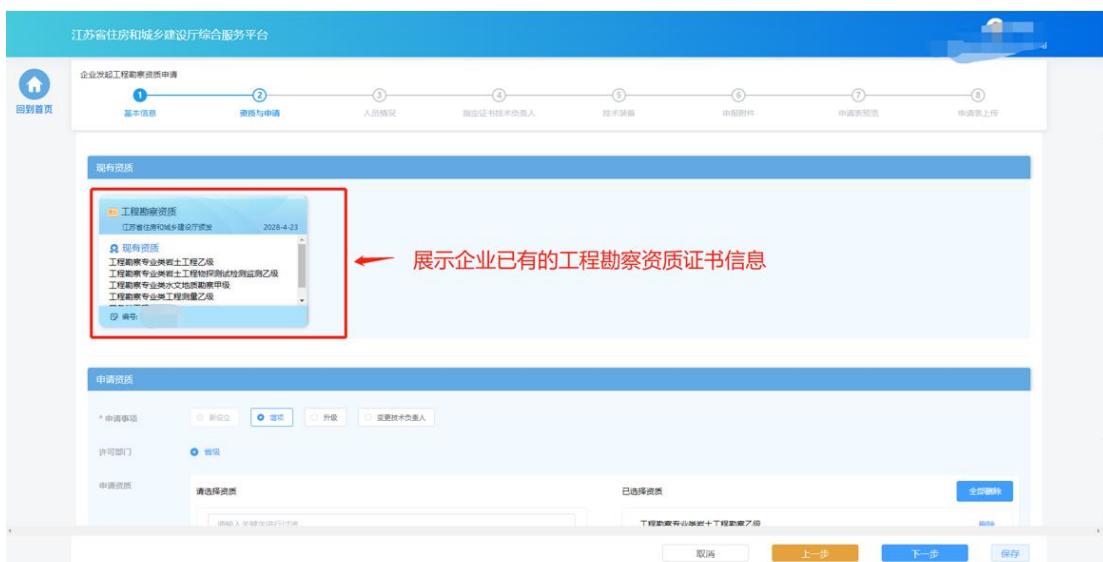 江苏省住房和城乡建设厅综合服务平台
回到首页
企业发起工程勘察资质申请
1 2 3 4 5 6 7 8
基本信息 资质与申请 人员情况 指定证书技术负责人 技术装备 申报附件 申请表预览 申请表上传
现有资质
工程勘察资质
江苏省住房和城乡建设厅颁发 2028-4-23
现有资质
工程勘察专业类岩土工程乙级
工程勘察专业类岩土工程物探测试检测监测乙级
工程勘察专业类水文地质勘察甲级
工程勘察专业类工程测量乙级
编号:
展示企业已有的工程勘察资质证书信息
申请资质
* 申请事项 新设立 增项 升级 变更技术负责人
许可部门 省级
申请资质 请选择资质 已选择资质 全部删除
请输入关键字进行过滤 工程勘察专业类岩土工程勘察乙级 删除
取消 上一步 下一步 保存